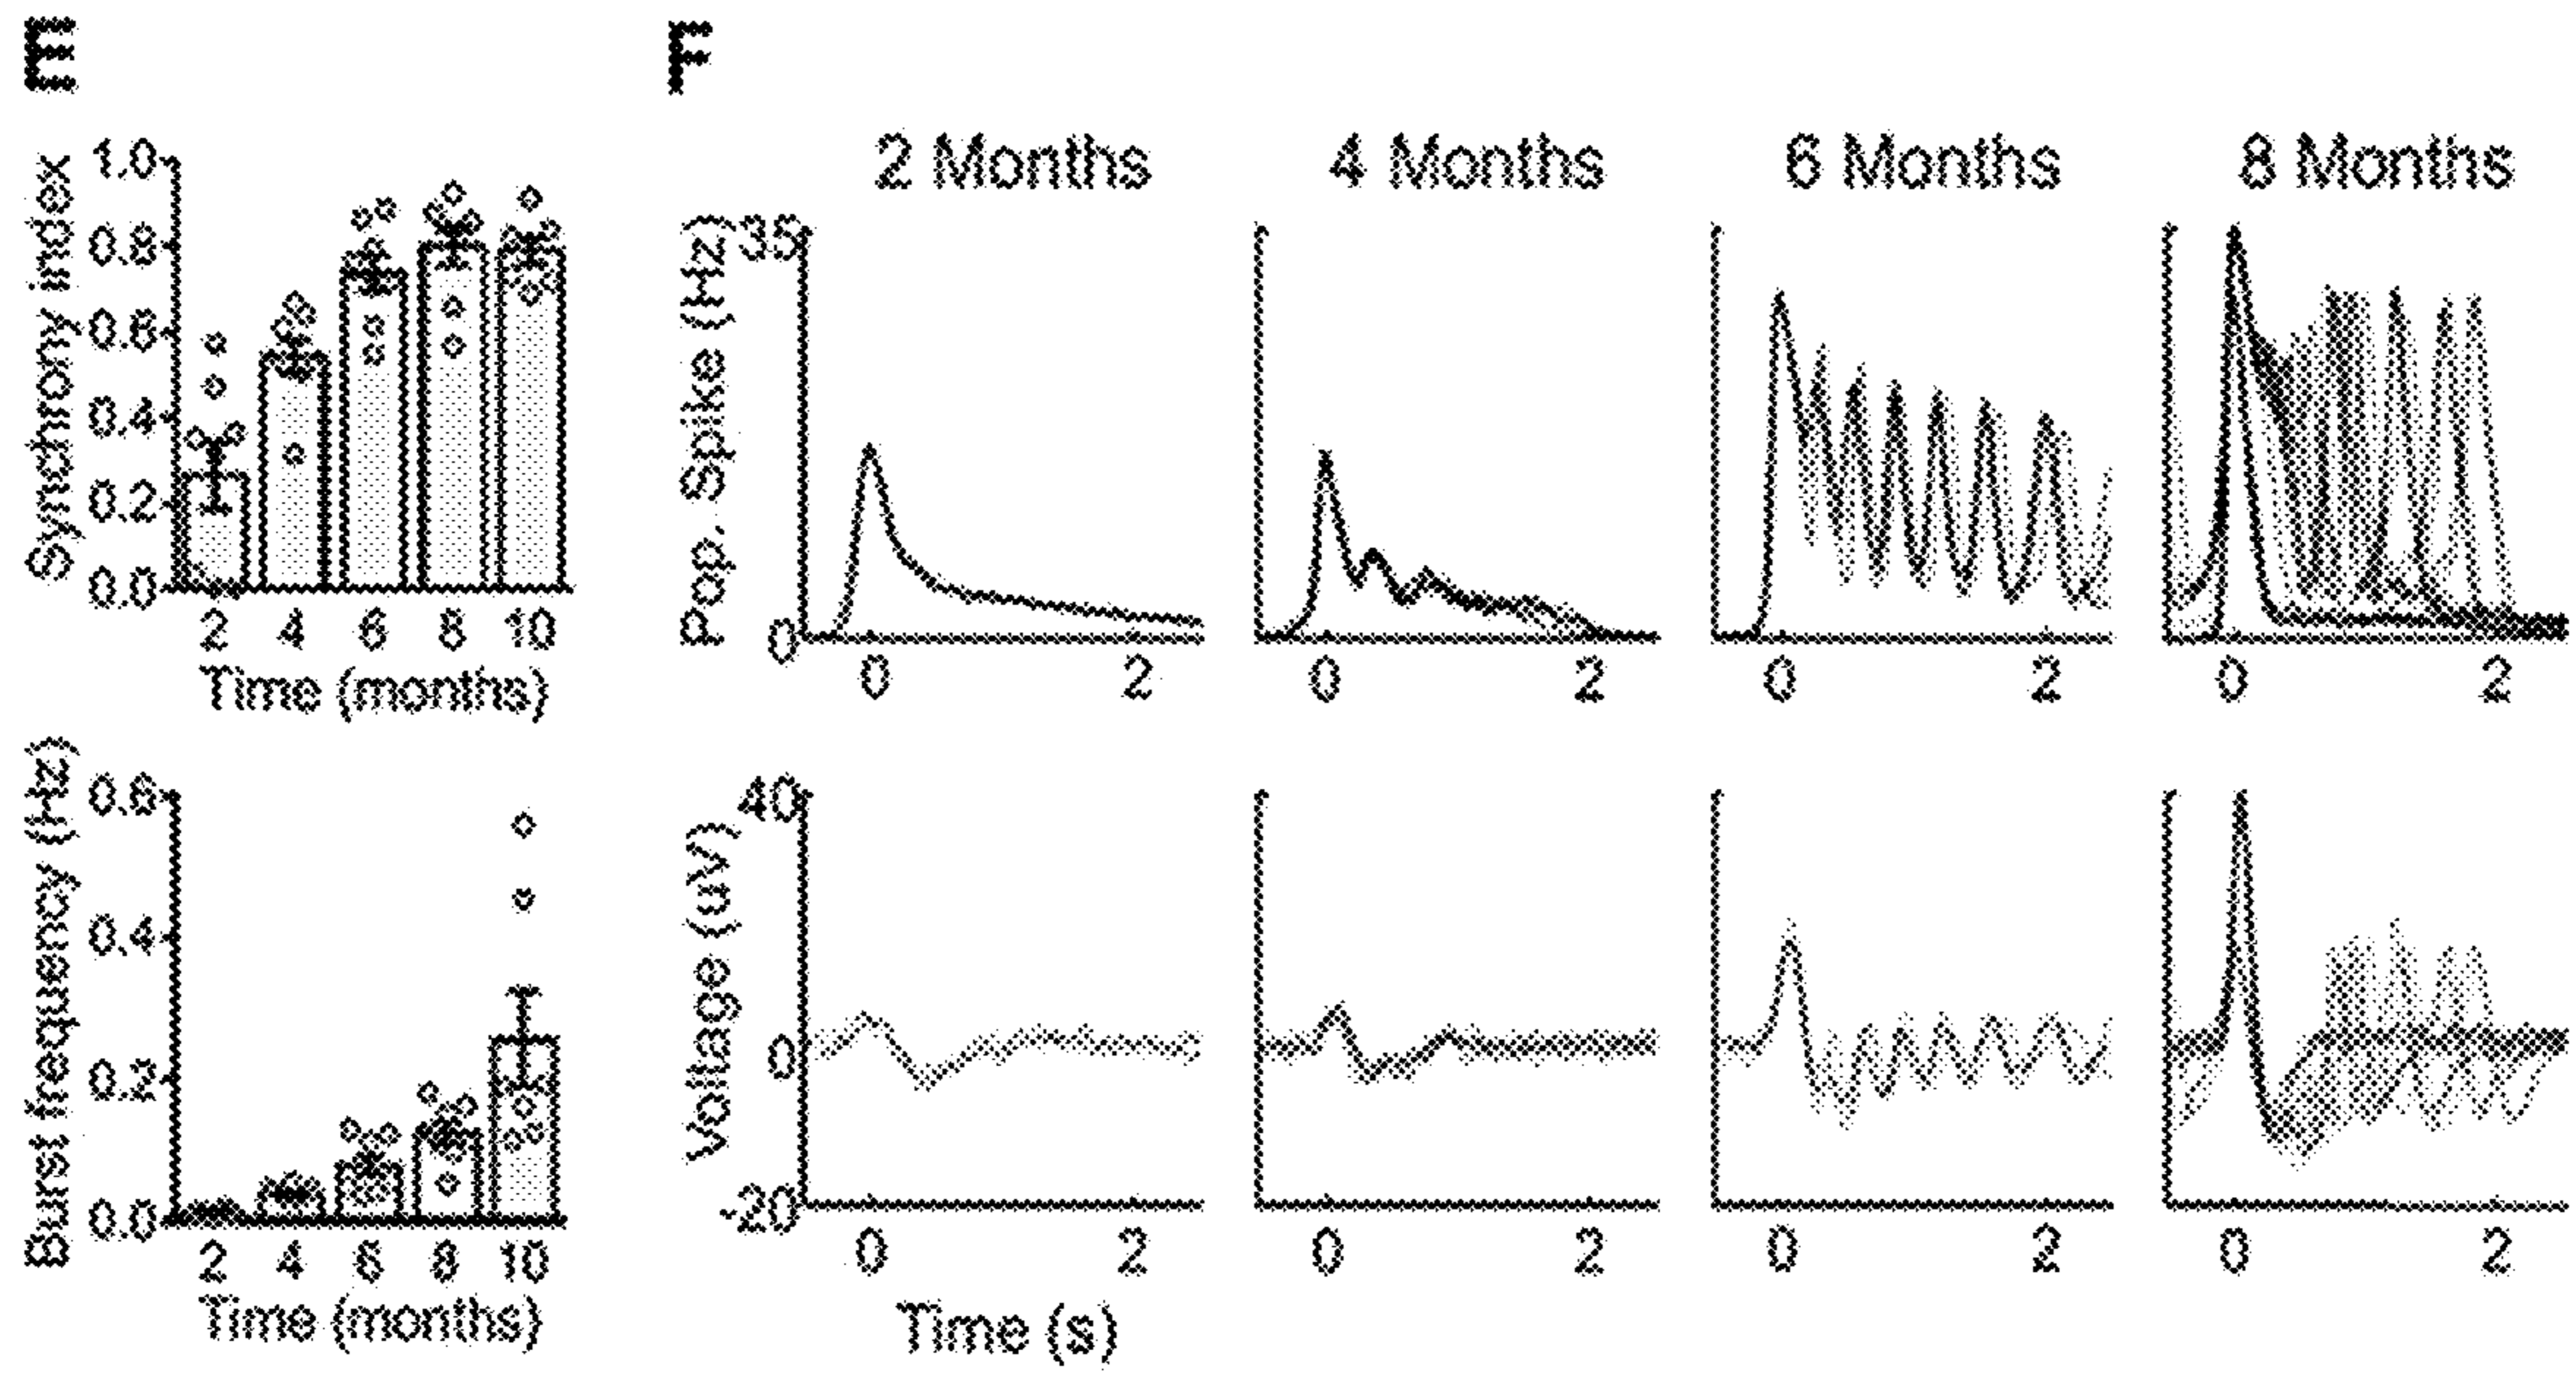 E
F
2 Months
4 Months
6 Months
8 Months
Synchrony index
1.0
0.8
0.6
0.4
0.2
0.0
2 4 6 8 10
Time (months)
Pop. Spike (Hz)
35
0
0 2
0 2
0 2
0 2
Burst frequency (Hz)
0.6
0.4
0.2
0.0
2 4 6 8 10
Time (months)
Voltage (uV)
40
0
-20
0 2
0 2
0 2
0 2
Time (s)